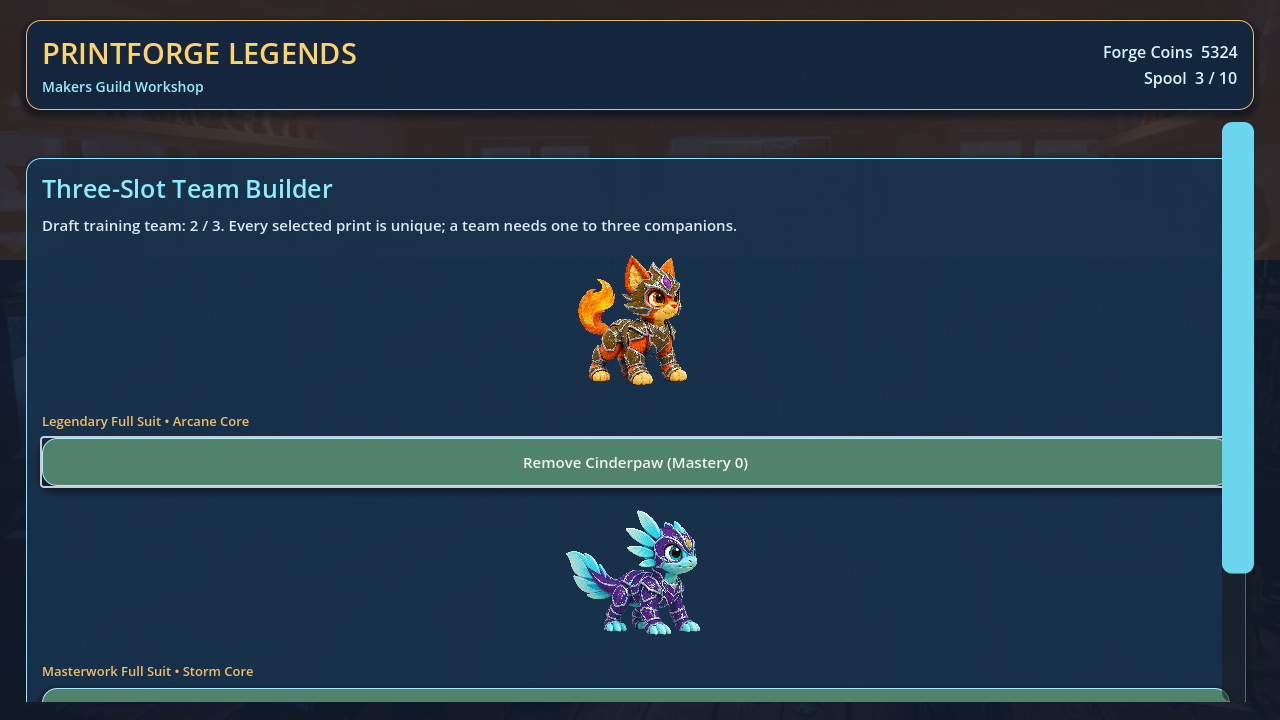 PRINTFORGE LEGENDS
Makers Guild Workshop
Forge Coins 5324
Spool 3 / 10
Three-Slot Team Builder
Draft training team: 2 / 3. Every selected print is unique; a team needs one to three companions.
Legendary Full Suit • Arcane Core
Remove Cinderpaw (Mastery 0)
Masterwork Full Suit • Storm Core